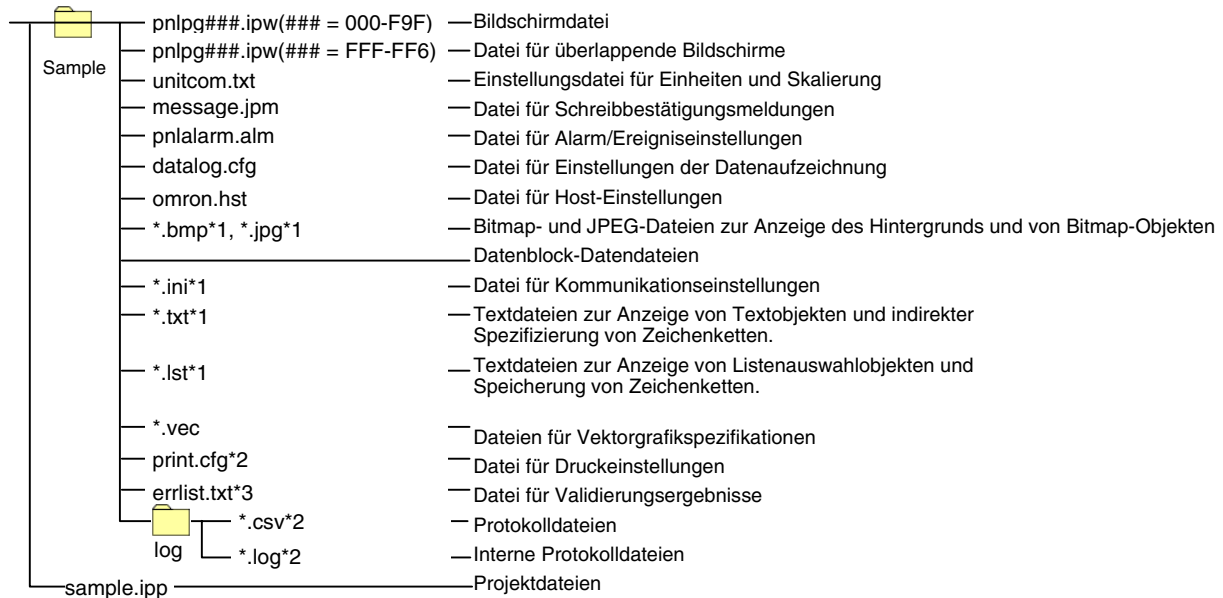 pnlpg###.ipw(### = 000-F9F) Bildschirmdatei
pnlpg###.ipw(### = FFF-FF6) Datei für überlappende Bildschirme
Sample
unitcom.txt Einstellungsdatei für Einheiten und Skalierung
message.jpm Datei für Schreibbestätigungsmeldungen
pnlalarm.alm Datei für Alarm/Ereigniseinstellungen
datalog.cfg Datei für Einstellungen der Datenaufzeichnung
omron.hst Datei für Host-Einstellungen
*.bmp*1, *.jpg*1 Bitmap- und JPEG-Dateien zur Anzeige des Hintergrunds und von Bitmap-Objekten
Datenblock-Datendateien
*.ini*1 Datei für Kommunikationseinstellungen
*.txt*1 Textdateien zur Anzeige von Textobjekten und indirekter
Spezifizierung von Zeichenketten.
*.lst*1 Textdateien zur Anzeige von Listenauswahlobjekten und
Speicherung von Zeichenketten.
*.vec Dateien für Vektorgrafikspezifikationen
print.cfg*2 Datei für Druckeinstellungen
errlist.txt*3 Datei für Validierungsergebnisse
*.csv*2 Protokolldateien
log
*.log*2 Interne Protokolldateien
sample.ipp Projektdateien